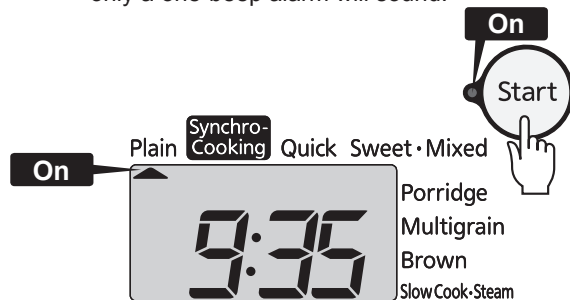 only a one-beep alarm will sound.
On
Start
Synchro-
Plain Cooking Quick Sweet・Mixed
On
Porridge
9:35
Multigrain
Brown
Slow Cook・Steam